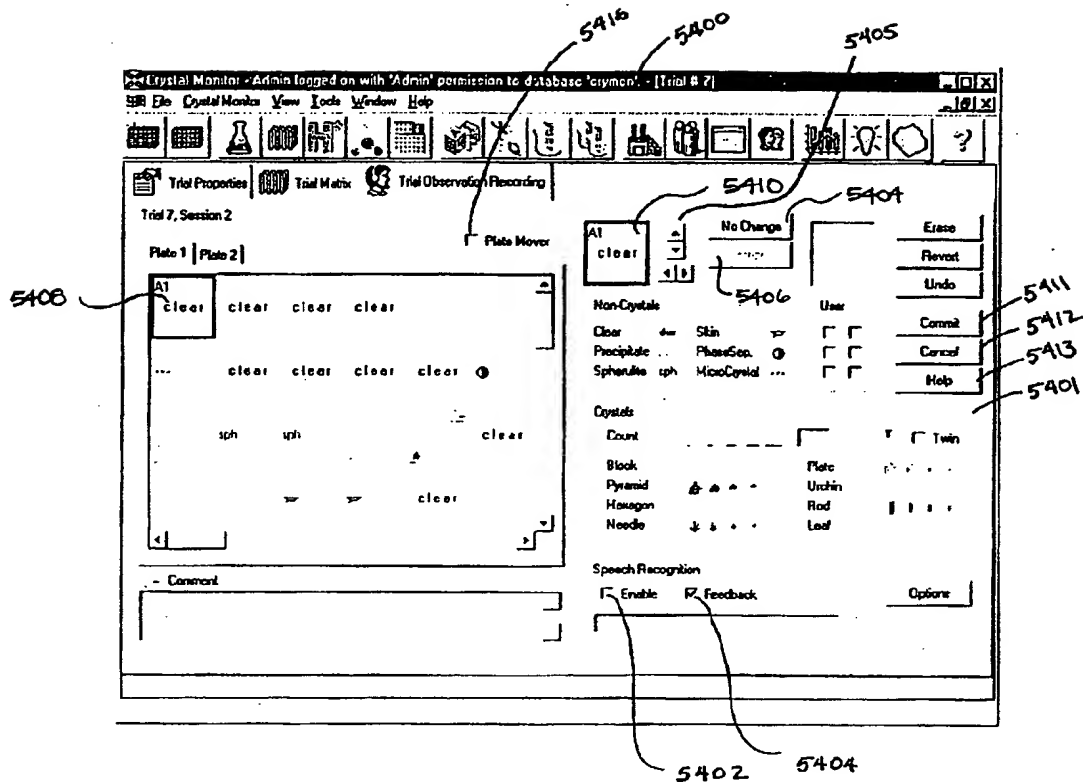 5416
5400
5405
Crystal Monitor - 'Admin logged on with 'Admin' permission to database 'crymon'. - [Trial # 7]
File Crystal Monitor View Tools Window Help
Trial Properties Trial Matrix Trial Observation Recording
5410
5404
Trial 7, Session 2
Plate Mover
A1
clear
No Change
Erase
Plate 1 Plate 2
Revert
5408
A1
clear clear clear clear
5406
Undo
5411
Non-Crystals User
Commit
5412
Clear Skin
Cancel
5413
Precipitate PhaseSep.
Spherulite sph MicroCrystal
Help
5401
clear clear clear clear
Crystals
sph sph clear
Count Twin
Block Plate
Pyramid Urchin
Hexagon Rod
clear
Needle Leaf
Speech Recognition
Comment
Enable Feedback Options
5402
5404